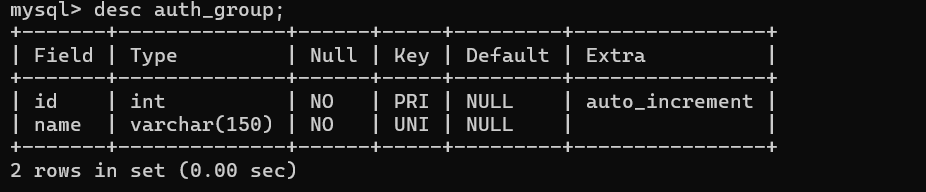 mysql> desc auth_group;
+-------+--------------+------+-----+---------+----------------+
| Field | Type         | Null | Key | Default | Extra          |
+-------+--------------+------+-----+---------+----------------+
| id    | int          | NO   | PRI | NULL    | auto_increment |
| name  | varchar(150) | NO   | UNI | NULL    |                |
+-------+--------------+------+-----+---------+----------------+
2 rows in set (0.00 sec)